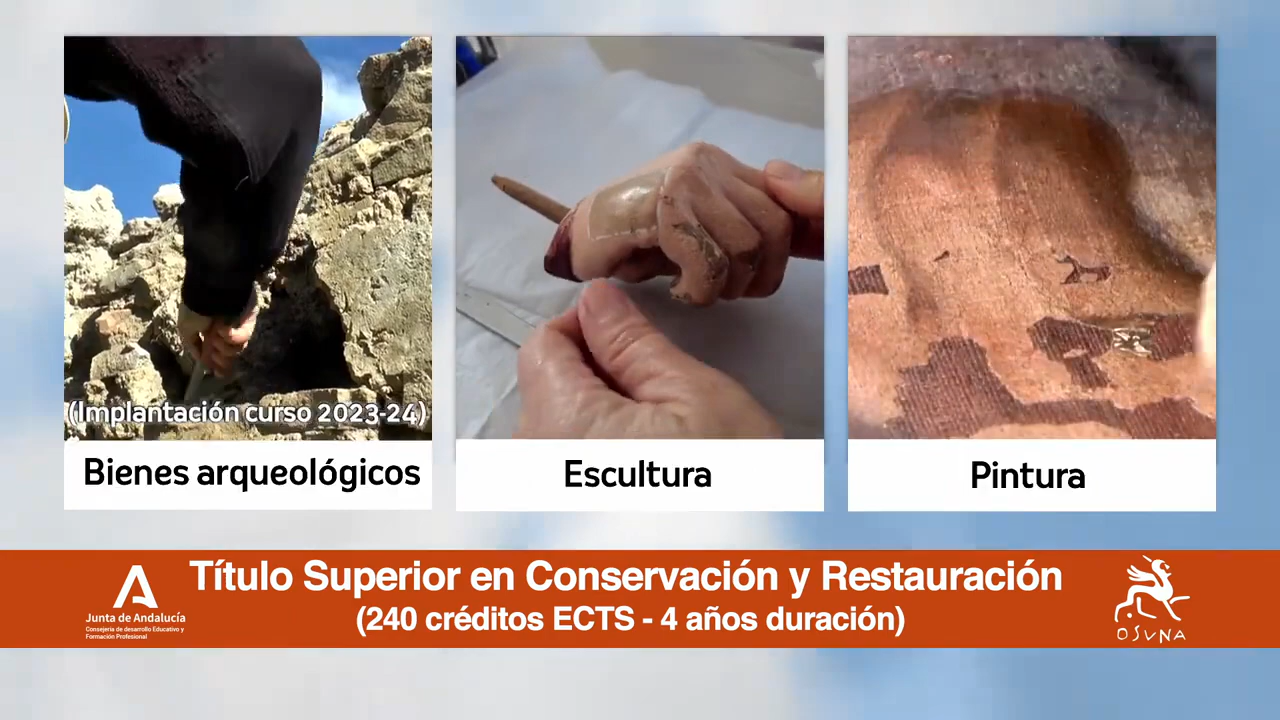 (Implantación curso 2023-24)
Bienes arqueológicos
Escultura
Pintura
Título Superior en Conservación y Restauración
(240 créditos ECTS - 4 años duración)
Junta de Andalucía
Consejería de desarrollo Educativo y
Formación Profesional
OSVNA